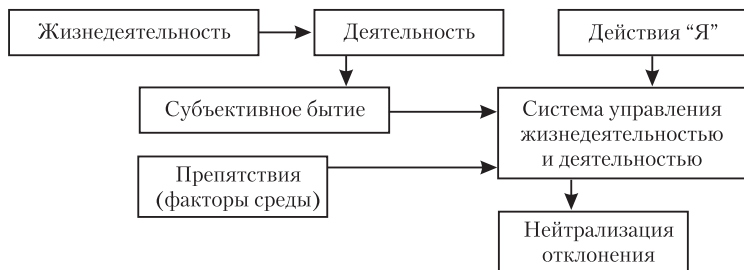 Жизнедеятельность
Деятельность
Действия “Я”
Субъективное бытие
Система управления
жизнедеятельностью
и деятельностью
Препятствия
(факторы среды)
Нейтрализация
отклонения